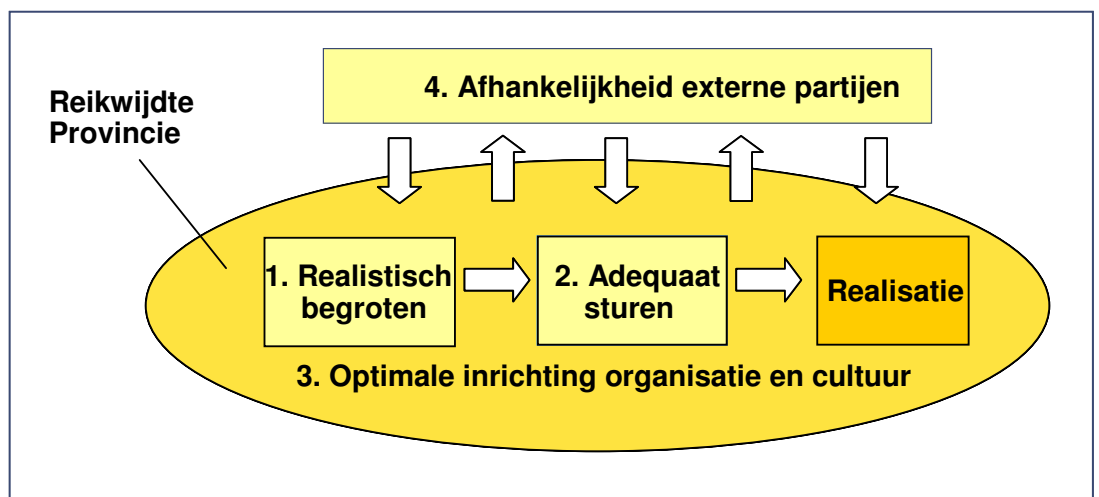 4. Afhankelijkheid externe partijen
Reikwijdte
Provincie
1. Realistisch
begroten
2. Adequaat
sturen
Realisatie
3. Optimale inrichting organisatie en cultuur